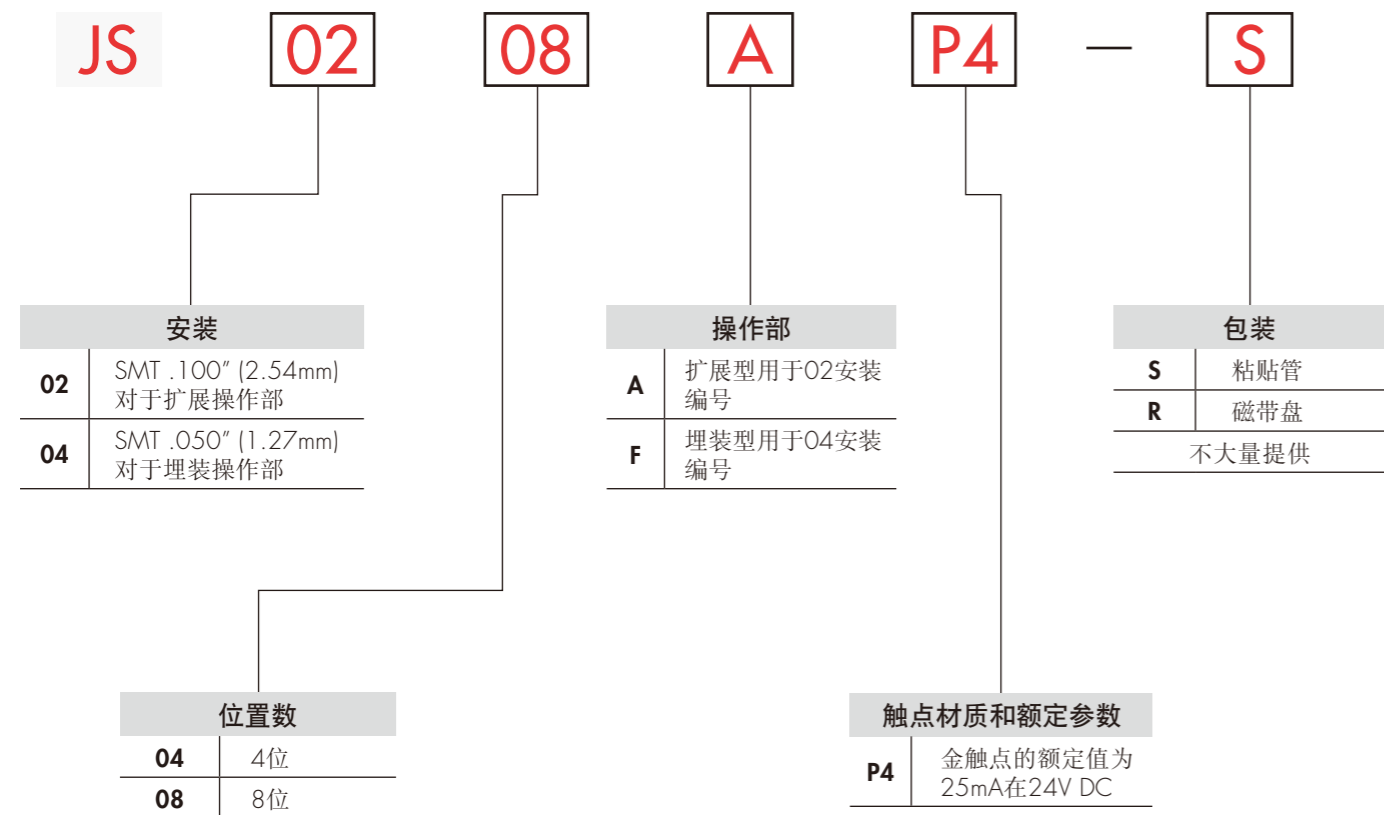 JS 02 08 A P4 — S
安装
02 SMT .100" (2.54mm)
对于扩展操作部
04 SMT .050" (1.27mm)
对于埋装操作部
操作部
A 扩展型用于02安装
编号
F 埋装型用于04安装
编号
包装
S 粘贴管
R 磁带盘
不大量提供
位置数
04 4位
08 8位
触点材质和额定参数
P4 金触点的额定值为
25mA在24V DC